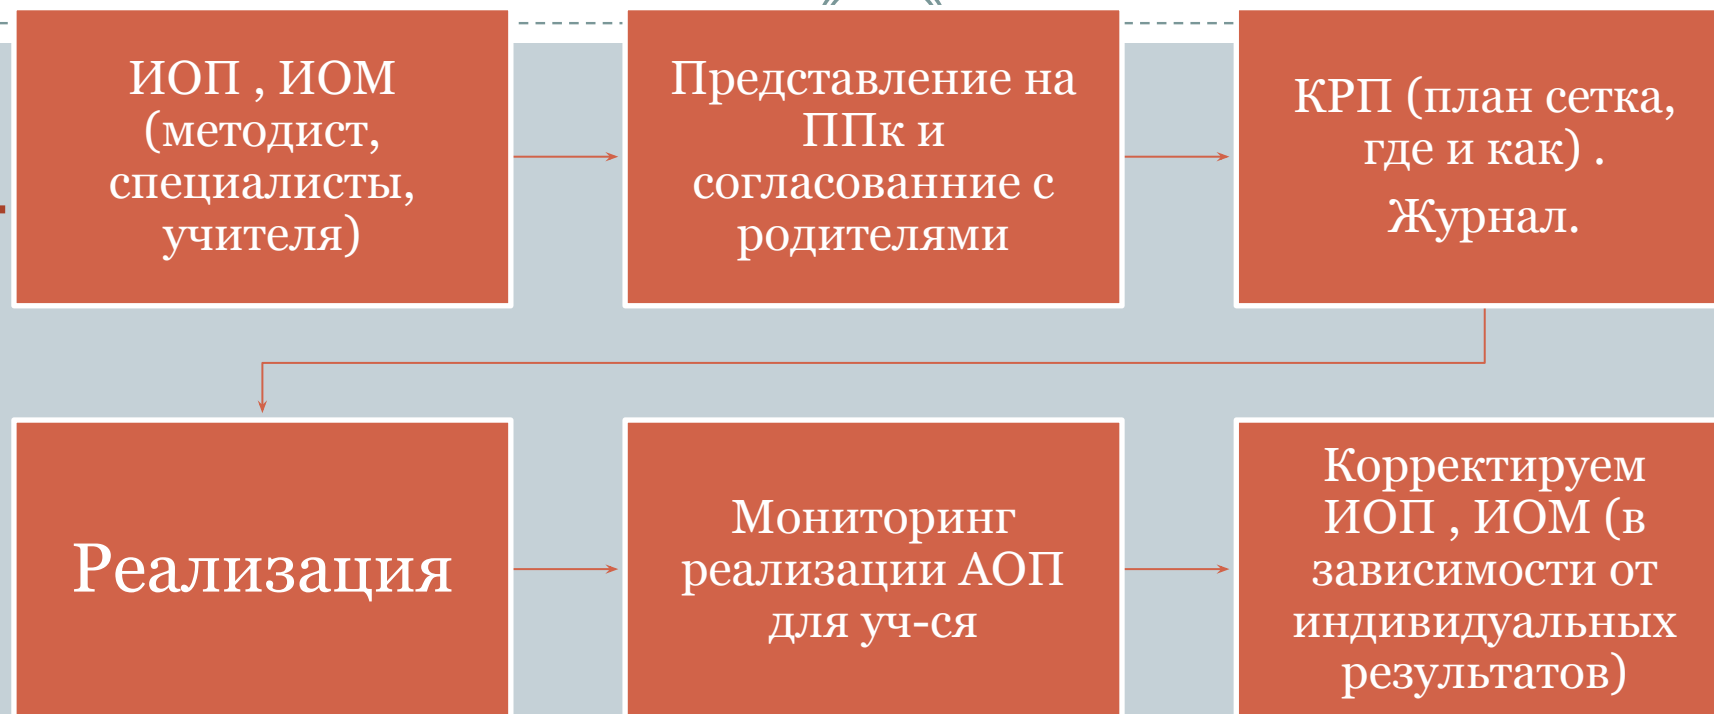 ИОП , ИОМ
(методист,
специалисты,
учителя)
Представление на
ППк и
согласованние с
родителями
КРП (план сетка,
где и как) .
Журнал.
Реализация
Мониторинг
реализации АОП
для уч-ся
Корректируем
ИОП , ИОМ (в
зависимости от
индивидуальных
результатов)